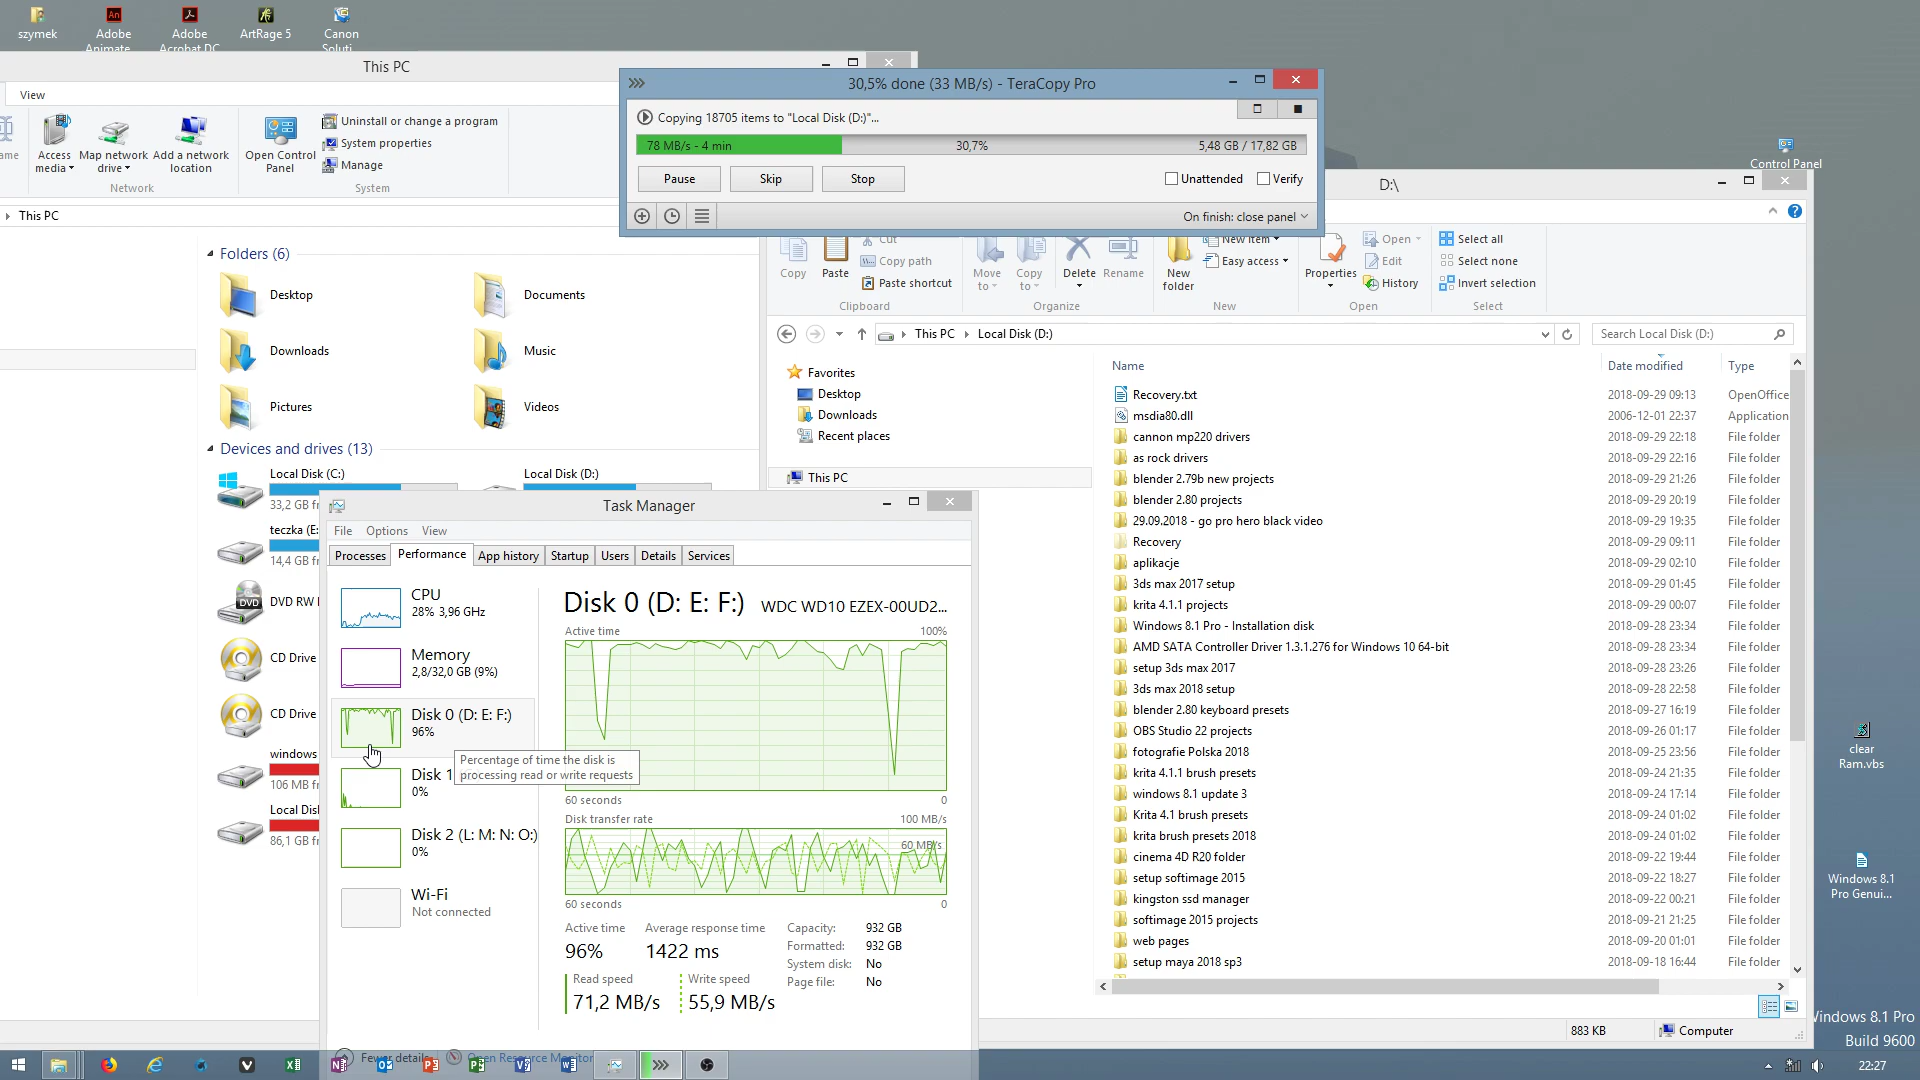 szymek
Adobe
Animate
Adobe
Acrobat DC
ArtRage 5
Canon
Soluti...
This PC
View
Access
media
Map network
drive
Add a network
location
Network
Open Control
Panel
Uninstall or change a program
System properties
Manage
System
This PC
Folders (6)
Desktop
Documents
Downloads
Music
Pictures
Videos
Devices and drives (13)
Local Disk (C:)
33,2 GB fr
Local Disk (D:)
teczka (E:
14,4 GB fr
DVD RW
CD Drive
CD Drive
windows
106 MB fr
Local Disk
86,1 GB fr
30,5% done (33 MB/s) - TeraCopy Pro
Copying 18705 items to "Local Disk (D:)"...
78 MB/s - 4 min
30,7%
5,48 GB / 17,82 GB
Pause
Skip
Stop
Unattended
Verify
On finish: close panel
Control Panel
D:\
Copy
Paste
Cut
Copy path
Paste shortcut
Clipboard
Move
to
Copy
to
Delete
Rename
Organize
New
folder
New item
Easy access
New
Properties
Open
Edit
History
Open
Select all
Select none
Invert selection
Select
This PC
Local Disk (D:)
Search Local Disk (D:)
Favorites
Desktop
Downloads
Recent places
This PC
Name Date modified Type
Recovery.txt 2018-09-29 09:13 OpenOffice
msdia80.dll 2006-12-01 22:37 Application
cannon mp220 drivers 2018-09-29 22:18 File folder
as rock drivers 2018-09-29 22:16 File folder
blender 2.79b new projects 2018-09-29 21:26 File folder
blender 2.80 projects 2018-09-29 20:19 File folder
29.09.2018 - go pro hero black video 2018-09-29 19:35 File folder
Recovery 2018-09-29 09:11 File folder
aplikacje 2018-09-29 02:10 File folder
3ds max 2017 setup 2018-09-29 01:45 File folder
krita 4.1.1 projects 2018-09-29 00:07 File folder
Windows 8.1 Pro - Installation disk 2018-09-28 23:34 File folder
AMD SATA Controller Driver 1.3.1.276 for Windows 10 64-bit 2018-09-28 23:34 File folder
setup 3ds max 2017 2018-09-28 23:26 File folder
3ds max 2018 setup 2018-09-28 22:58 File folder
blender 2.80 keyboard presets 2018-09-27 16:19 File folder
OBS Studio 22 projects 2018-09-26 01:17 File folder
fotografie Polska 2018 2018-09-25 23:56 File folder
krita 4.1.1 brush presets 2018-09-24 21:35 File folder
windows 8.1 update 3 2018-09-24 17:14 File folder
Krita 4.1 brush presets 2018-09-24 01:02 File folder
krita brush presets 2018 2018-09-24 01:02 File folder
cinema 4D R20 folder 2018-09-22 19:44 File folder
setup softimage 2015 2018-09-22 18:27 File folder
kingston ssd manager 2018-09-22 00:21 File folder
softimage 2015 projects 2018-09-21 21:25 File folder
web pages 2018-09-20 01:01 File folder
setup maya 2018 sp3 2018-09-18 16:44 File folder
883 KB
Computer
Task Manager
File Options View
Processes Performance App history Startup Users Details Services
CPU
28% 3,96 GHz
Memory
2,8/32,0 GB (9%)
Disk 0 (D: E: F:)
96%
Percentage of time the disk is
processing read or write requests
Disk 1
0%
Disk 2 (L: M: N: O:)
0%
Wi-Fi
Not connected
Disk 0 (D: E: F:) WDC WD10 EZEX-00UD2...
Active time 100%
60 seconds 0
Disk transfer rate 100 MB/s
60 MB/s
60 seconds 0
Active time
96%
Average response time
1422 ms
Read speed
71,2 MB/s
Write speed
55,9 MB/s
Capacity: 932 GB
Formatted: 932 GB
System disk: No
Page file: No
Fewer details
Open Resource Monitor
clear
Ram.vbs
Windows 8.1
Pro Genui...
Windows 8.1 Pro
Build 9600
22:27